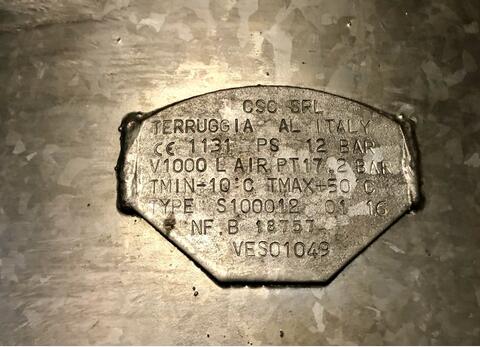 CSC SRL
TERRUGGIA AL ITALY
CE 1131 PS 12 BAR
V1000 L AIR PT17,2 BAR
TMIN-10°C TMAX+50°C
TYPE S100012 01 16
NF.B 18757
VES01049